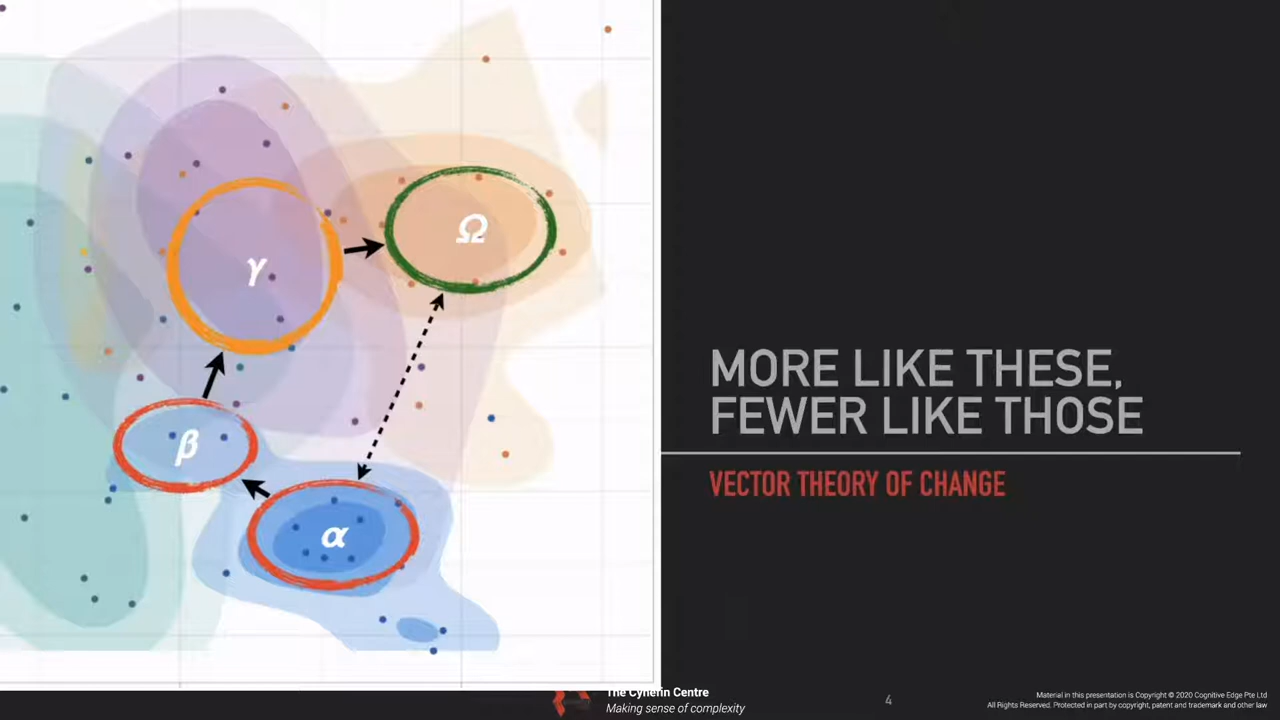 γ
Ω
β
α
MORE LIKE THESE,
FEWER LIKE THOSE
VECTOR THEORY OF CHANGE
The Cynefin Centre
Making sense of complexity
4
Material in this presentation is Copyright © 2020 Cognitive Edge Pte Ltd
All Rights Reserved. Protected in part by copyright, patent and trademark and other law